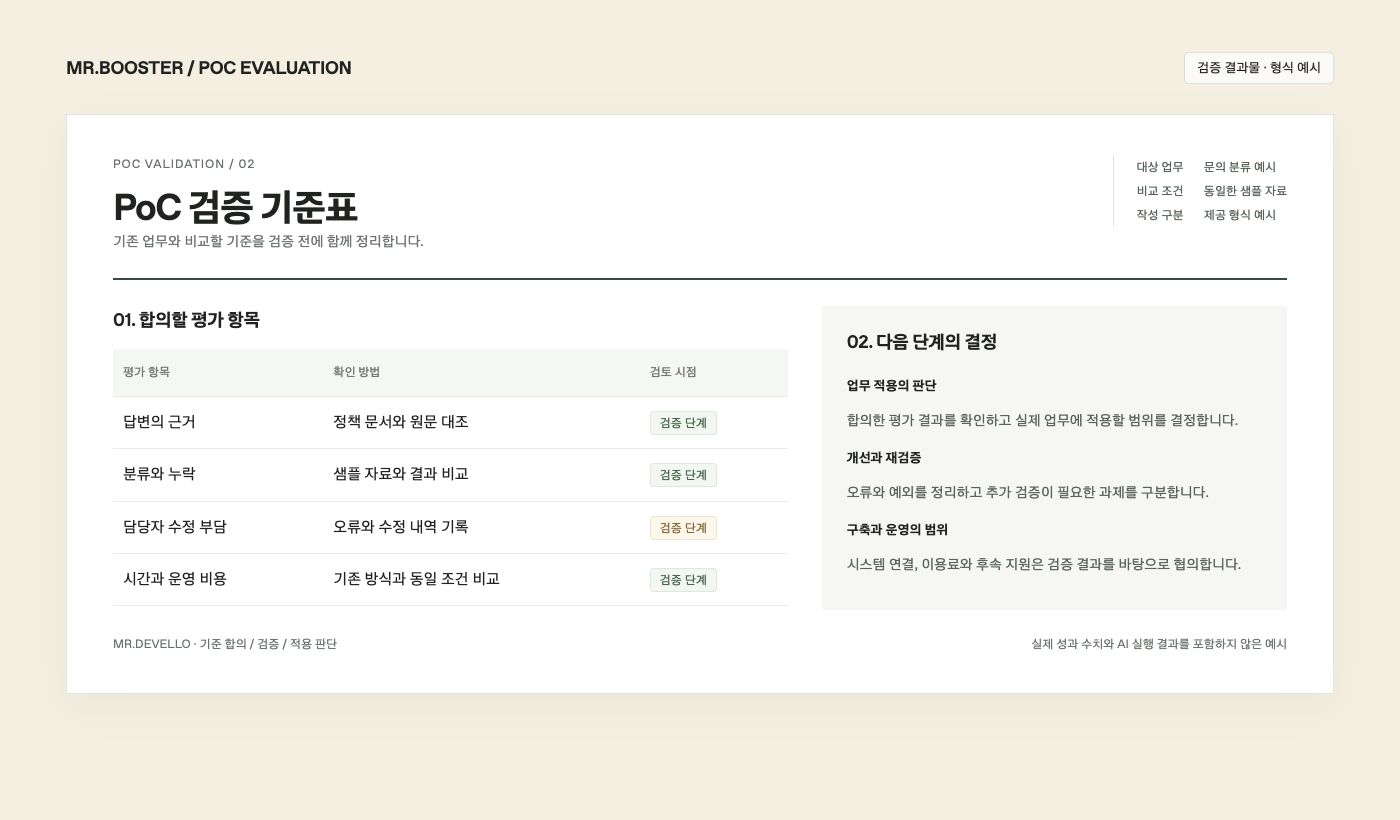 MR.BOOSTER / POC EVALUATION
검증 결과물 · 형식 예시
POC VALIDATION / 02
PoC 검증 기준표
기존 업무와 비교할 기준을 검증 전에 함께 정리합니다.
대상 업무 문의 분류 예시
비교 조건 동일한 샘플 자료
작성 구분 제공 형식 예시
01. 합의할 평가 항목
평가 항목 확인 방법 검토 시점
답변의 근거 정책 문서와 원문 대조 검증 단계
분류와 누락 샘플 자료와 결과 비교 검증 단계
담당자 수정 부담 오류와 수정 내역 기록 검증 단계
시간과 운영 비용 기존 방식과 동일 조건 비교 검증 단계
02. 다음 단계의 결정
업무 적용의 판단
합의한 평가 결과를 확인하고 실제 업무에 적용할 범위를 결정합니다.
개선과 재검증
오류와 예외를 정리하고 추가 검증이 필요한 과제를 구분합니다.
구축과 운영의 범위
시스템 연결, 이용료와 후속 지원은 검증 결과를 바탕으로 협의합니다.
MR.DEVELLO · 기준 합의 / 검증 / 적용 판단
실제 성과 수치와 AI 실행 결과를 포함하지 않은 예시